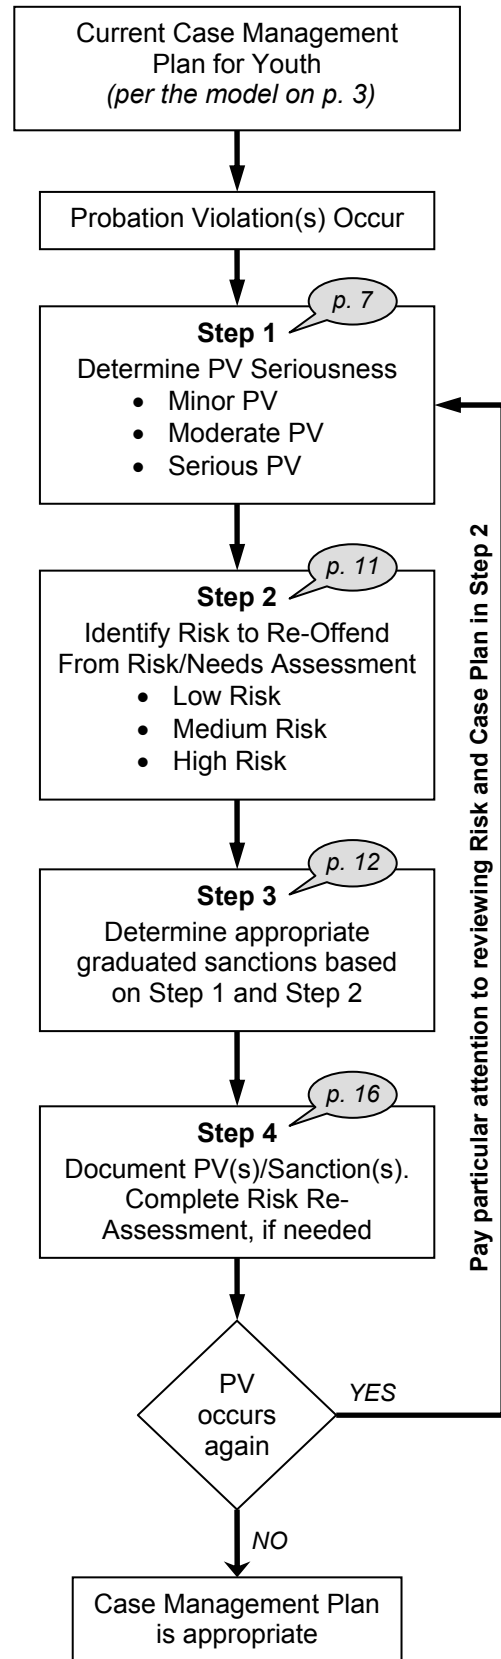 Current Case Management
Plan for Youth
(per the model on p. 3)
Probation Violation(s) Occur
p. 7
Step 1
Determine PV Seriousness
• Minor PV
• Moderate PV
• Serious PV
p. 11
Step 2
Identify Risk to Re-Offend
From Risk/Needs Assessment
• Low Risk
• Medium Risk
• High Risk
p. 12
Step 3
Determine appropriate
graduated sanctions based
on Step 1 and Step 2
p. 16
Step 4
Document PV(s)/Sanction(s).
Complete Risk Re-
Assessment, if needed
PV
occurs
again
YES
Pay particular attention to reviewing Risk and Case Plan in Step 2
NO
Case Management Plan
is appropriate